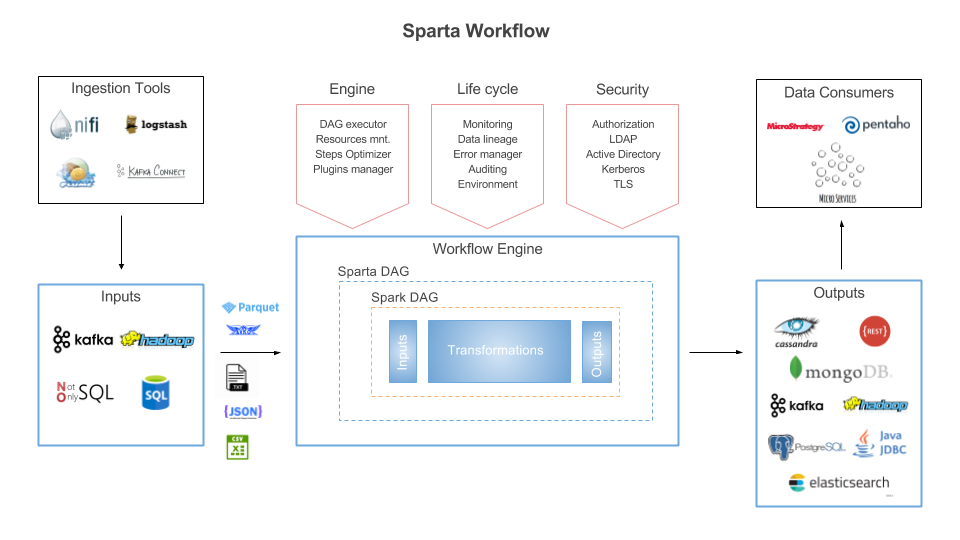 Sparta Workflow
Ingestion Tools
nifi
logstash
KAFKA CONNECT
Engine
DAG executor
Resources mnt.
Steps Optimizer
Plugins manager
Life cycle
Monitoring
Data lineage
Error manager
Auditing
Environment
Security
Authorization
LDAP
Active Directory
Kerberos
TLS
Data Consumers
MicroStrategy
pentaho
MICRO SERVICES
Inputs
kafka
hadoop
Not Only SQL
SQL
Parquet
TXT
{JSON}
CSV
Workflow Engine
Sparta DAG
Spark DAG
Inputs
Transformations
Outputs
Outputs
cassandra
{REST}
mongoDB
kafka
hadoop
PostgreSQL
Java
JDBC
elasticsearch